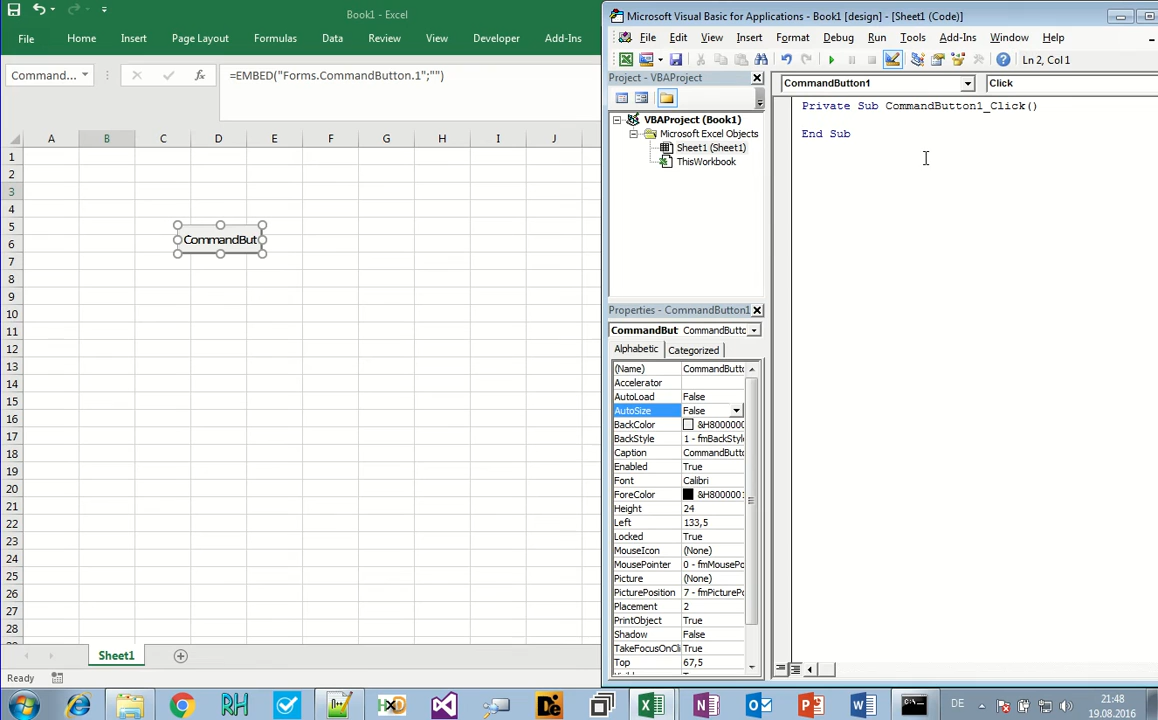 Book1 - Excel
File Home Insert Page Layout Formulas Data Review View Developer Add-Ins
Command...
=EMBED("Forms.CommandButton.1";"")
A B C D E F G H I J
1
2
3
4
5
6
7
8
9
10
11
12
13
14
15
16
17
18
19
20
21
22
23
24
25
26
27
28
CommandBut
Sheet1
Ready
Microsoft Visual Basic for Applications - Book1 [design] - [Sheet1 (Code)]
File Edit View Insert Format Debug Run Tools Add-Ins Window Help
Ln 2, Col 1
Project - VBAProject
VBAProject (Book1)
Microsoft Excel Objects
Sheet1 (Sheet1)
ThisWorkbook
CommandButton1
Click
Private Sub CommandButton1_Click()
End Sub
Properties - CommandButton1
CommandBut CommandButto
Alphabetic Categorized
(Name) CommandButto
Accelerator
AutoLoad False
AutoSize False
BackColor &H8000000
BackStyle 1 - fmBackStyl
Caption CommandButto
Enabled True
Font Calibri
ForeColor &H8000001
Height 24
Left 133,5
Locked True
MouseIcon (None)
MousePointer 0 - fmMousePo
Picture (None)
PicturePosition 7 - fmPicturePo
Placement 2
PrintObject True
Shadow False
TakeFocusOnCli True
Top 67,5
DE
21:48
19.08.2016